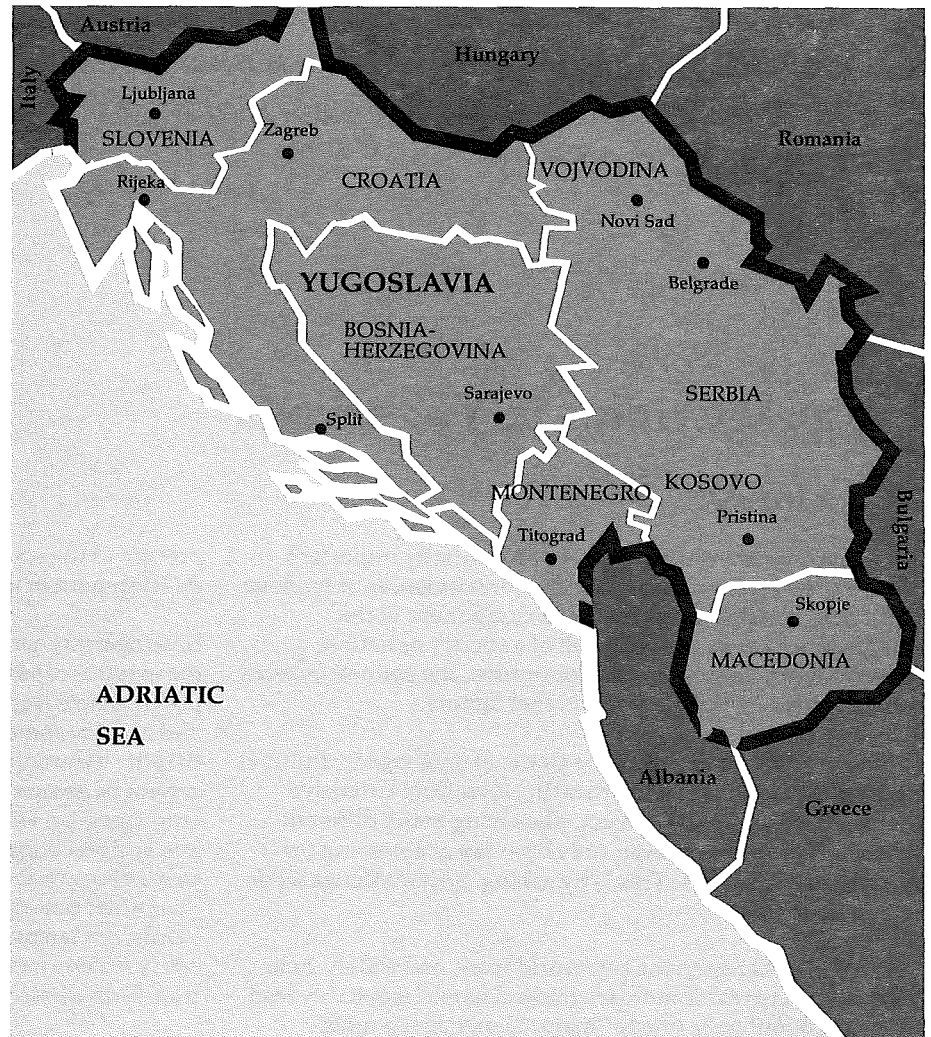 Austria
Hungary
Italy
Ljubljana
SLOVENIA
Zagreb
Romania
Rijeka
CROATIA
VOJVODINA
Novi Sad
YUGOSLAVIA
Belgrade
BOSNIA-
HERZEGOVINA
Sarajevo
SERBIA
Split
MONTENEGRO
KOSOVO
Titograd
Pristina
Bulgaria
Skopje
MACEDONIA
ADRIATIC
SEA
Albania
Greece